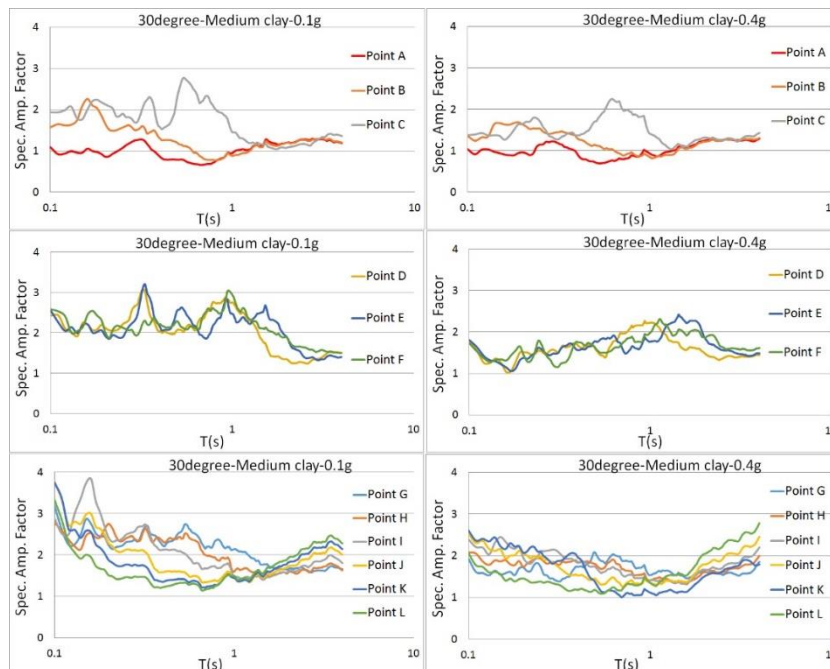 30degree-Medium clay-0.1g
Spec. Amp. Factor
4
3
2
1
0
0.1
1
10
T(s)
Point A
Point B
Point C
30degree-Medium clay-0.4g
Spec. Amp. Factor
4
3
2
1
0
0.1
1
1
T(s)
Point A
Point B
Point C
30degree-Medium clay-0.1g
Spec. Amp. Factor
4
3
2
1
0
0.1
1
10
T(s)
Point D
Point E
Point F
30degree-Medium clay-0.4g
Spec. Amp. Factor
4
3
2
1
0
0.1
1
1
T(s)
Point D
Point E
Point F
30degree-Medium clay-0.1g
Spec. Amp. Factor
4
3
2
1
0
0.1
1
10
T(s)
Point G
Point H
Point I
Point J
Point K
Point L
30degree-Medium clay-0.4g
Spec. Amp. Factor
4
3
2
1
0
0.1
1
1
T(s)
Point G
Point H
Point I
Point J
Point K
Point L